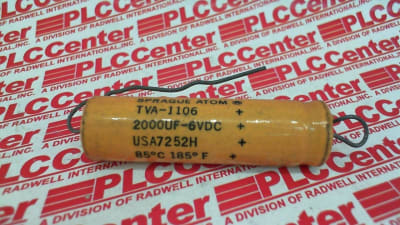 PLCCenter
A DIVISION OF RADWELL INTERNATIONAL, INC.
SPRAGUE ATOM ®
TVA-1106 +
2000UF-6VDC +
USA7252H +
85°C 185°F +